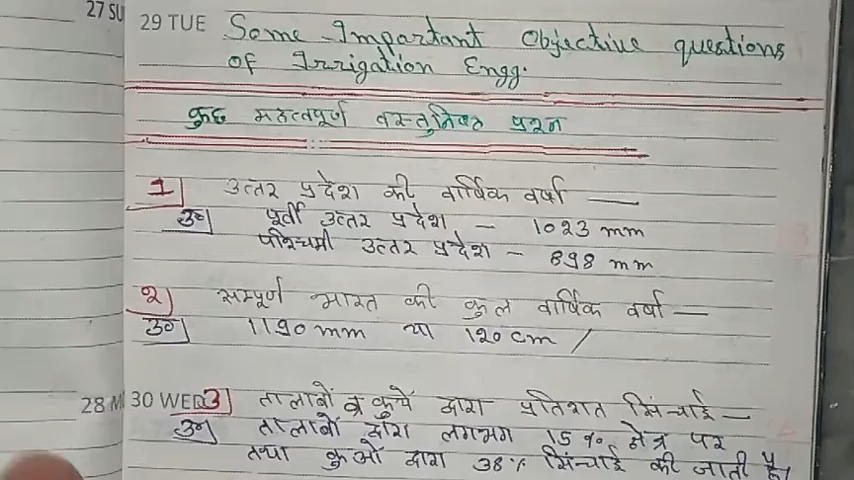 27 SU
29 TUE Some Important Objective questions
of Irrigation Engg.
कुछ महत्वपूर्ण वस्तुनिष्ठ प्रश्न
1] उत्तर प्रदेश की वार्षिक वर्षा —
उ०] पूर्वी उत्तर प्रदेश - 1023 mm
पश्चिमी उत्तर प्रदेश - 898 mm
२] सम्पूर्ण भारत की कुल वार्षिक वर्षा —
उ०] 1190 mm या 120 cm /
28 M 30 WED 3] तालाबों व कुएँ द्वारा प्रतिशत सिंचाई —
उ०] तालाबों द्वारा लगभग 15% क्षेत्र पर
तथा कुओं द्वारा 38% सिंचाई की जाती है।